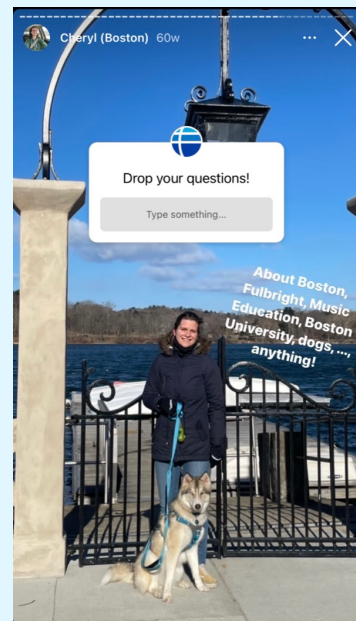 Cheryl (Boston) 60w
Drop your questions!
Type something...
About Boston,
Fulbright, Music
Education, Boston
University, dogs, ...,
anything!